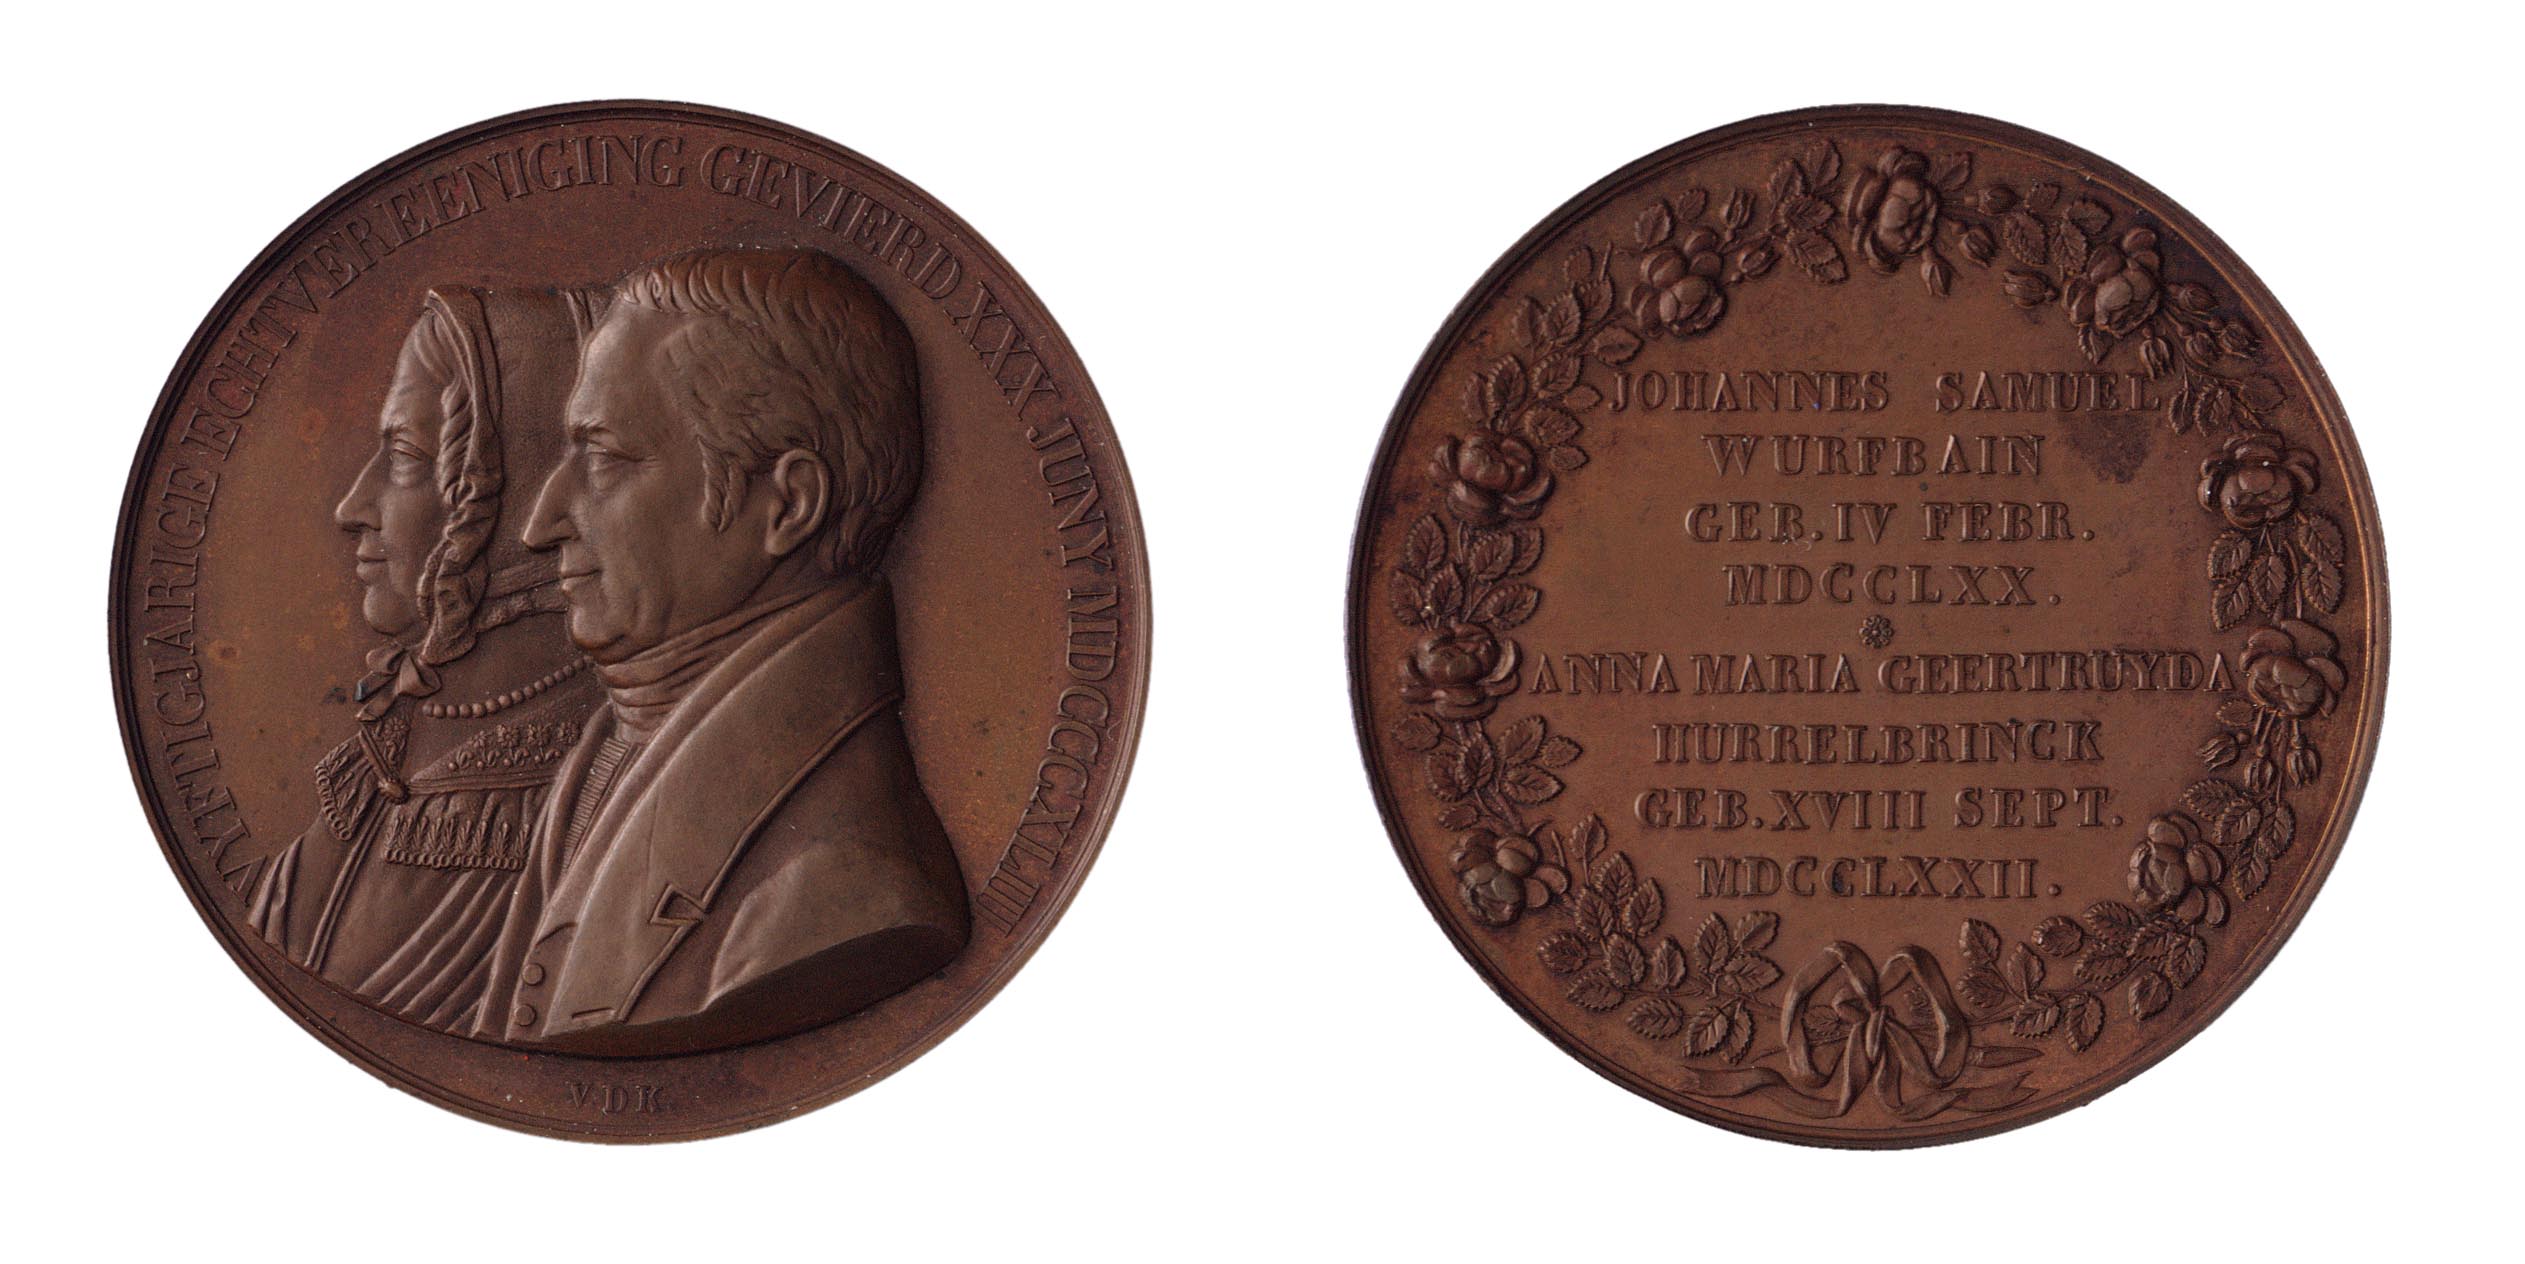 VYFTIGJARIGE ECHTVEREENIGING GEVIERD XXX JUNY MDCCCXLIII
V.D K.
JOHANNES SAMUEL
WURFBAIN
GEB. IV FEBR.
MDCCLXX.
ANNA MARIA GEERTRUYDA
HURRELBRINCK
GEB. XVIII SEPT.
MDCCLXXII.